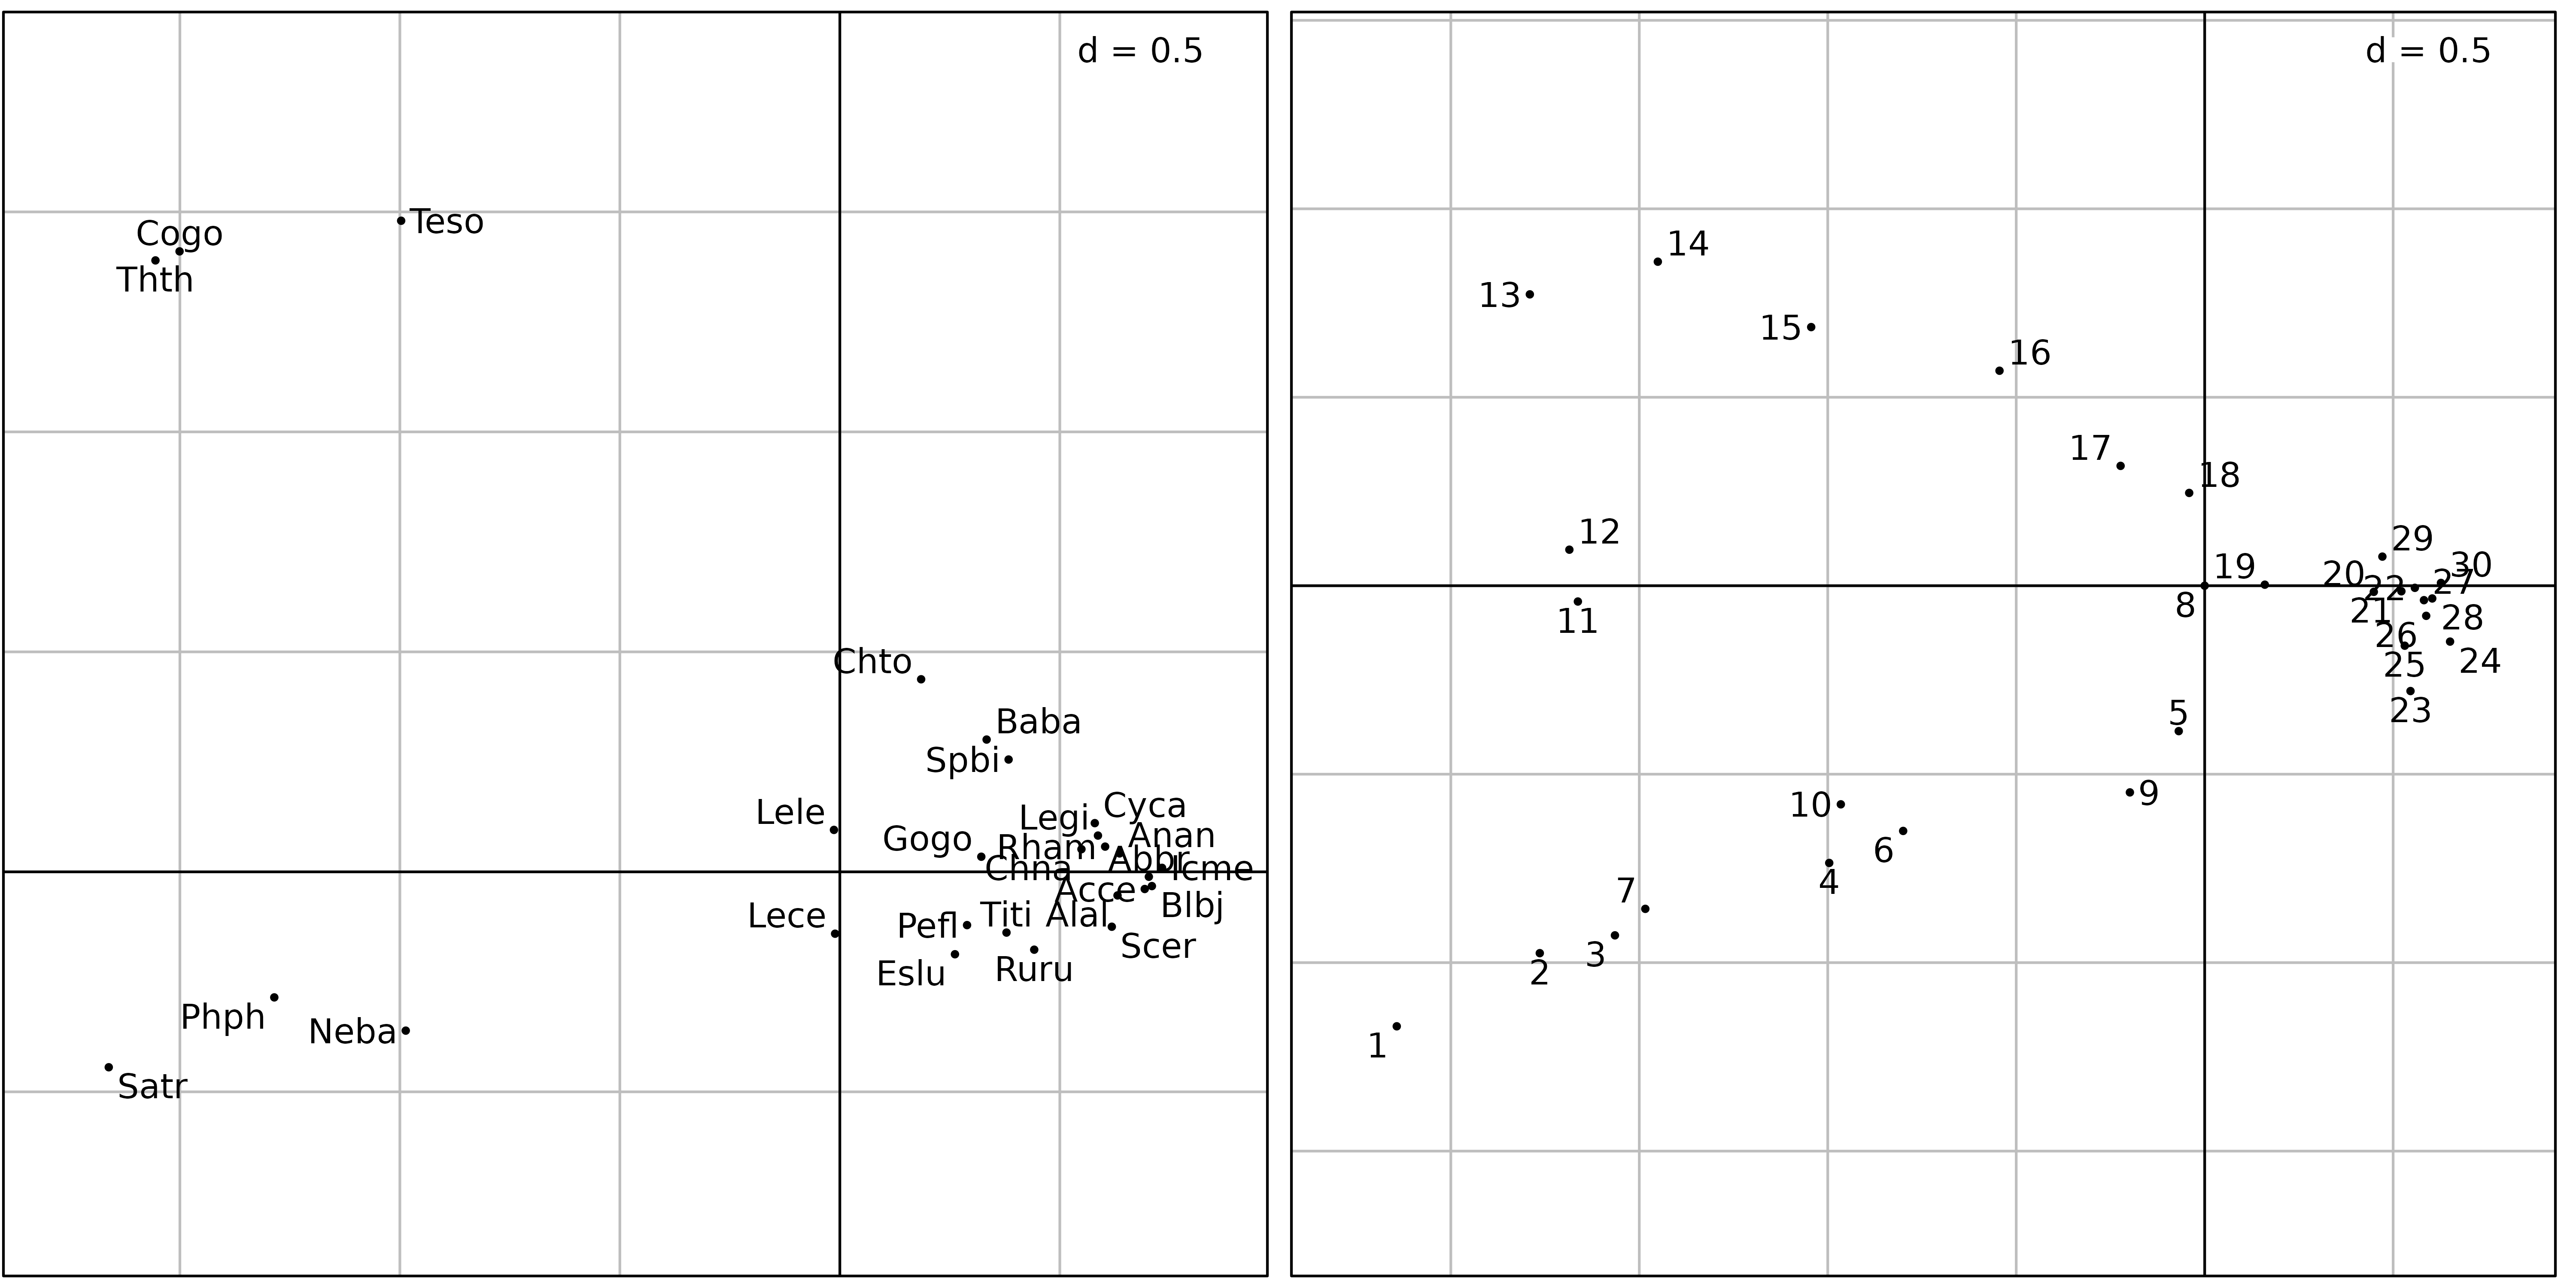 d = 0.5
Teso
Cogo
Thth
Chto
Baba
Spbi
Cyca
Lele
Legi
Anan
Gogo
Rham
Abbr
Chna
Icme
Acce
Blbj
Lece
Pefl
Titi
Alal
Scer
Eslu
Ruru
Phph
Neba
Satr
d = 0.5
14
13
15
16
17
18
12
29
19
30
20
22
27
8
21
11
28
26
25
24
23
5
10
9
6
4
7
3
2
1